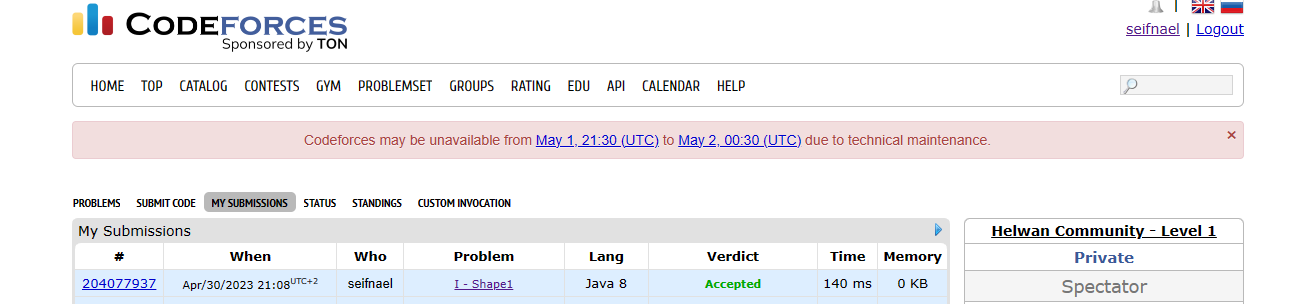 CODEFORCES
Sponsored by TON
seifnael | Logout
HOME TOP CATALOG CONTESTS GYM PROBLEMSET GROUPS RATING EDU API CALENDAR HELP
Codeforces may be unavailable from May 1, 21:30 (UTC) to May 2, 00:30 (UTC) due to technical maintenance. ×
PROBLEMS SUBMIT CODE MY SUBMISSIONS STATUS STANDINGS CUSTOM INVOCATION
My Submissions
# When Who Problem Lang Verdict Time Memory
204077937 Apr/30/2023 21:08UTC+2 seifnael I - Shape1 Java 8 Accepted 140 ms 0 KB
Helwan Community - Level 1
Private
Spectator